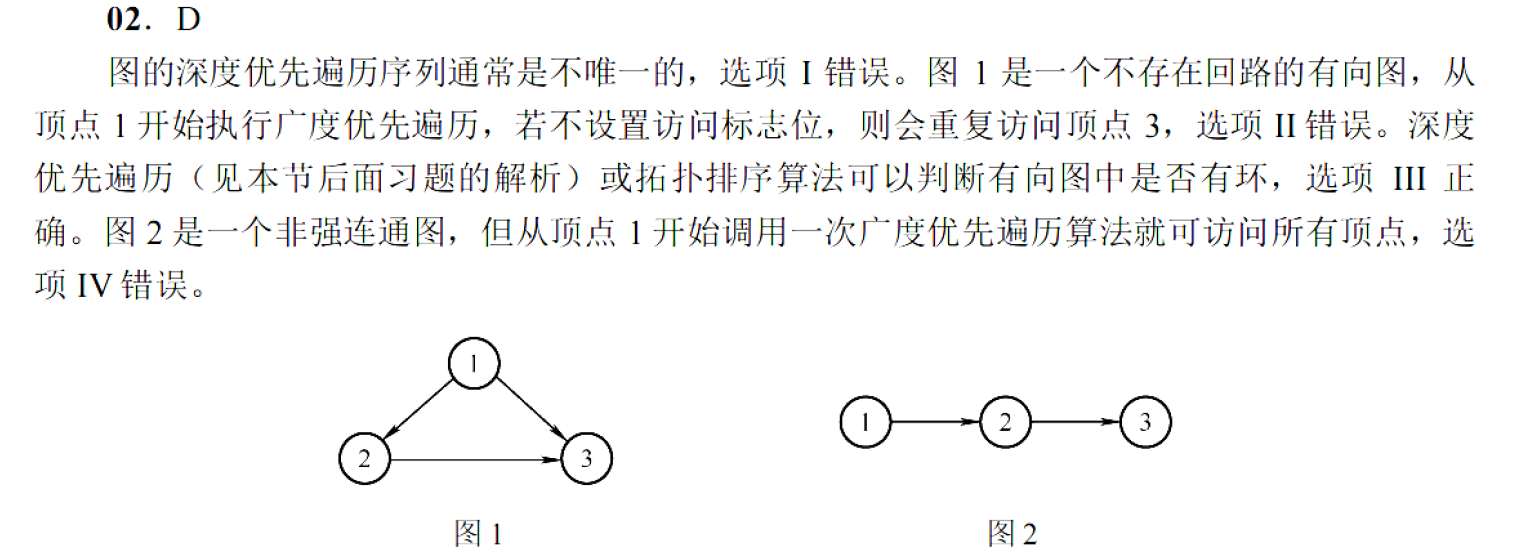 02. D
图的深度优先遍历序列通常是不唯一的，选项 I 错误。图 1 是一个不存在回路的有向图，从
顶点 1 开始执行广度优先遍历，若不设置访问标志位，则会重复访问顶点 3，选项 II 错误。深度
优先遍历（见本节后面习题的解析）或拓扑排序算法可以判断有向图中是否有环，选项 III 正
确。图 2 是一个非强连通图，但从顶点 1 开始调用一次广度优先遍历算法就可访问所有顶点，选
项 IV 错误。
1
2
3
图 1
1
2
3
图 2